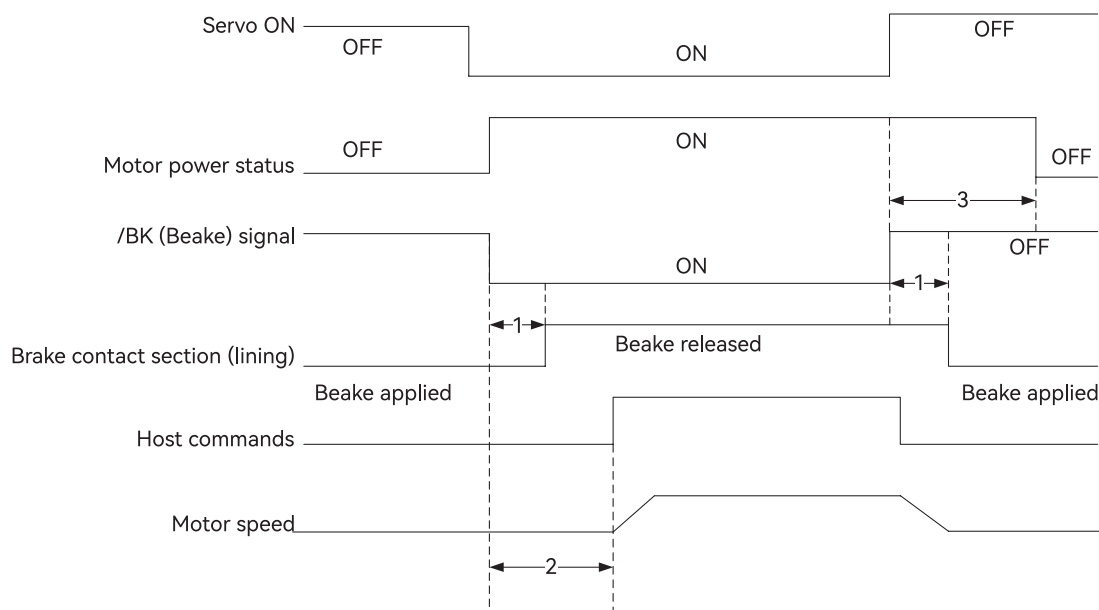 Servo ON
OFF
ON
OFF
Motor power status
OFF
ON
OFF
3
/BK (Beake) signal
ON
OFF
1
1
Brake contact section (lining)
Beake released
Beake applied
Beake applied
Host commands
Motor speed
2